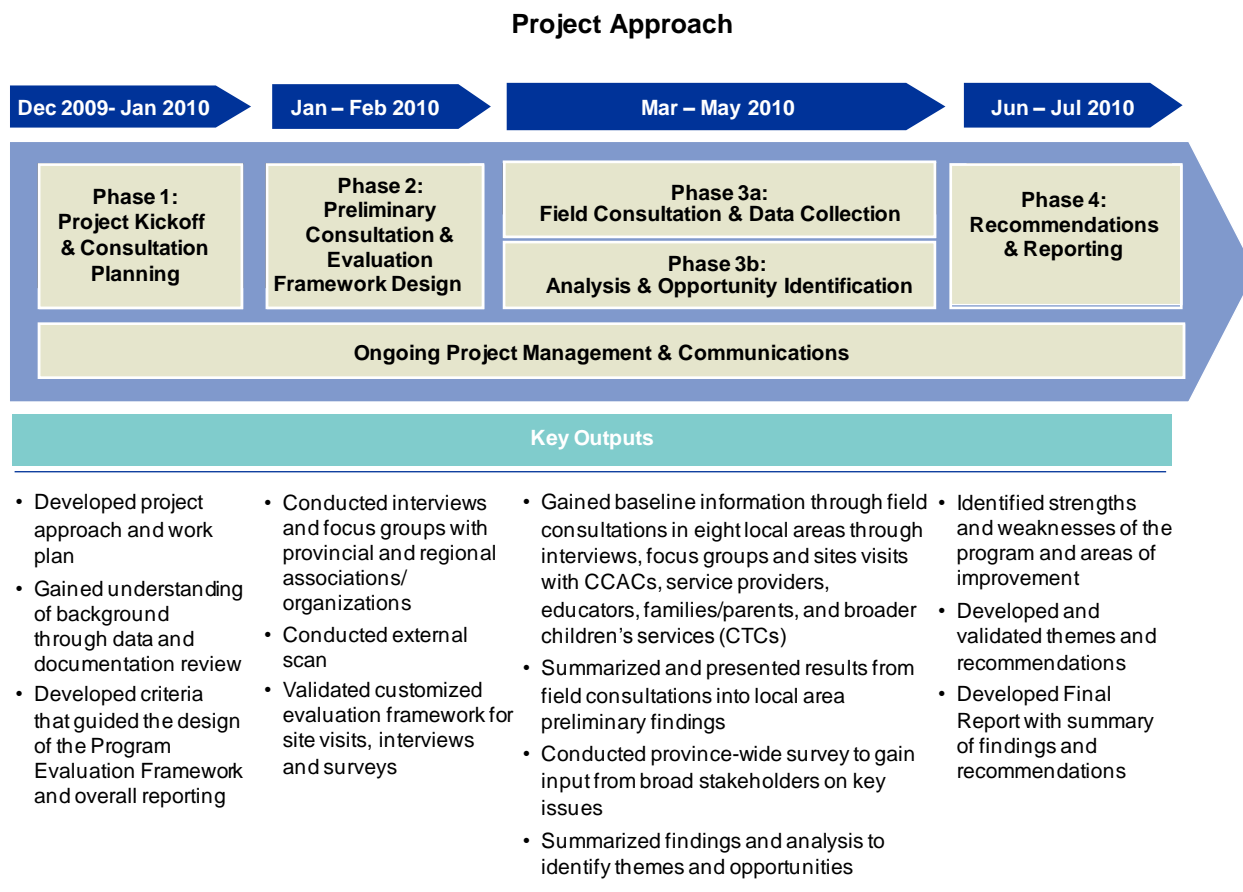 Project Approach
Dec 2009- Jan 2010
Jan – Feb 2010
Mar – May 2010
Jun – Jul 2010
Phase 1:
Project Kickoff
& Consultation
Planning
Phase 2:
Preliminary
Consultation &
Evaluation
Framework Design
Phase 3a:
Field Consultation & Data Collection
Phase 3b:
Analysis & Opportunity Identification
Phase 4:
Recommendations
& Reporting
Ongoing Project Management & Communications
Key Outputs
• Developed project
approach and work
plan
• Gained understanding
of background
through data and
documentation review
• Developed criteria
that guided the design
of the Program
Evaluation Framework
and overall reporting
• Conducted interviews
and focus groups with
provincial and regional
associations/
organizations
• Conducted external
scan
• Validated customized
evaluation framework for
site visits, interviews
and surveys
• Gained baseline information through field
consultations in eight local areas through
interviews, focus groups and sites visits
with CCACs, service providers,
educators, families/parents, and broader
children's services (CTCs)
• Summarized and presented results from
field consultations into local area
preliminary findings
• Conducted province-wide survey to gain
input from broad stakeholders on key
issues
• Summarized findings and analysis to
identify themes and opportunities
• Identified strengths
and weaknesses of the
program and areas of
improvement
• Developed and
validated themes and
recommendations
• Developed Final
Report with summary
of findings and
recommendations